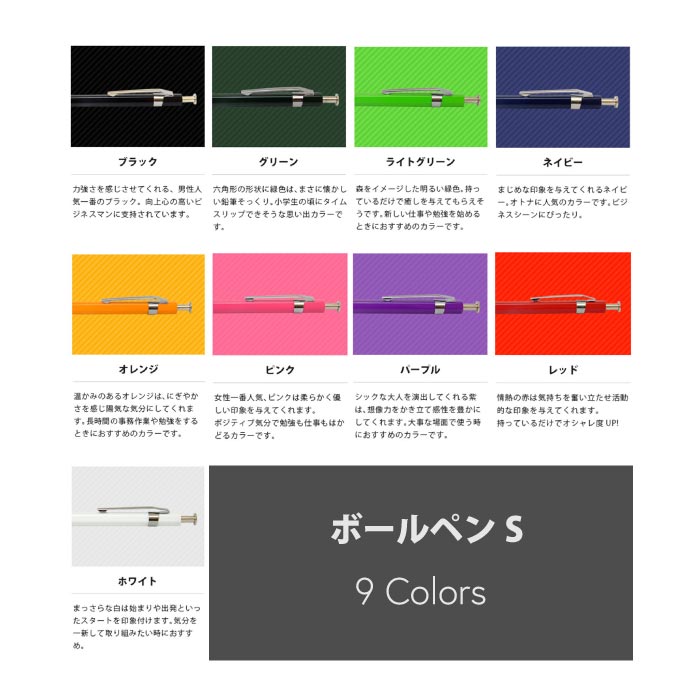 ブラック
力強さを感じさせてくれる、男性人
気一番のブラック。向上心の高いビ
ジネスマンに支持されています。
グリーン
六角形の形状に緑色は、まさに懐かし
い鉛筆そっくり。小学生の頃にタイム
スリップできそうな思い出カラーで
す。
ライトグリーン
森をイメージした明るい緑色。持っ
ているだけで癒しを与えてもらえそ
うです。新しい仕事や勉強を始める
ときにおすすめのカラーです。
ネイビー
まじめな印象を与えてくれるネイビ
ー。オトナに人気のカラーです。ビジ
ネスシーンにぴったり。
オレンジ
温かみのあるオレンジは、にぎやか
さを感じ陽気な気分にしてくれま
す。長時間の事務作業や勉強をする
ときにおすすめのカラーです。
ピンク
女性一番人気、ピンクは柔らかく優
しい印象を与えてくれます。
ポジティブ気分で勉強も仕事もはか
どるカラーです。
パープル
シックな大人を演出してくれる紫
は、想像力をかき立て感性を豊かに
してくれます。大事な場面で使う時
におすすめのカラーです。
レッド
情熱の赤は気持ちを奮い立たせ活動
的な印象を与えてくれます。
持っているだけでオシャレ度UP!
ホワイト
まっさらな白は始まりや出発といっ
たスタートを印象付けます。気分を
一新して取り組みたい時におすす
め。
ボールペン S
9 Colors